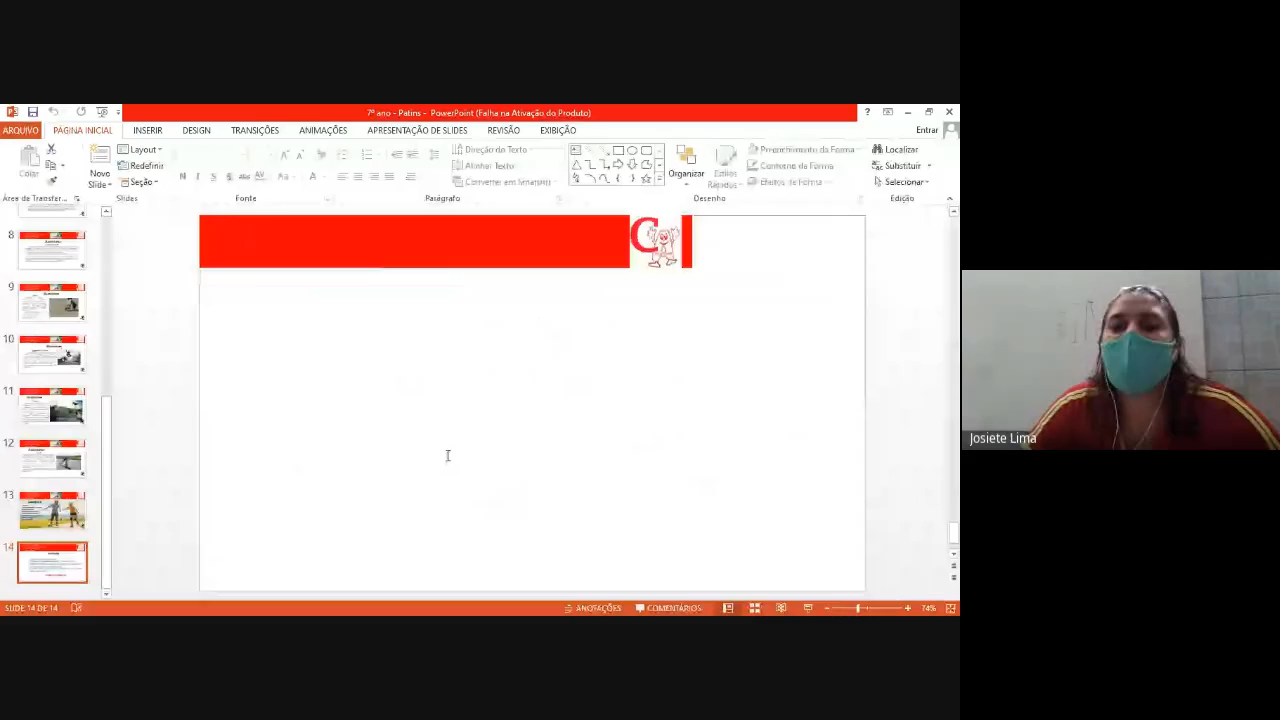 7º ano - Patins - PowerPoint (Falha na Ativação do Produto)
ARQUIVO PÁGINA INICIAL INSERIR DESIGN TRANSIÇÕES ANIMAÇÕES APRESENTAÇÃO DE SLIDES REVISÃO EXIBIÇÃO Entrar
Layout
Direção do Texto
Preenchimento da Forma
Localizar
Redefinir
Alinhar Texto
Contorno da Forma
Substituir
Colar
Novo
Slide
Organizar
Estilos
Rápidos
Seção
Converter em SmartArt
Efeitos de Forma
Selecionar
Área de Transfer...
Slides
Fonte
Parágrafo
Desenho
Edição
C
8
9
10
11
12
13
14
Josiete Lima
SLIDE 14 DE 14
ANOTAÇÕES
COMENTÁRIOS
74%